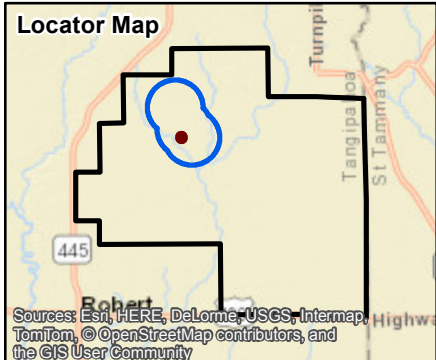 Locator Map
Turnpi
Tangipahoa
St Tammany
445
Robert
Highwa
Sources: Esri, HERE, DeLorme, USGS, Intermap,
TomTom, © OpenStreetMap contributors, and
the GIS User Community